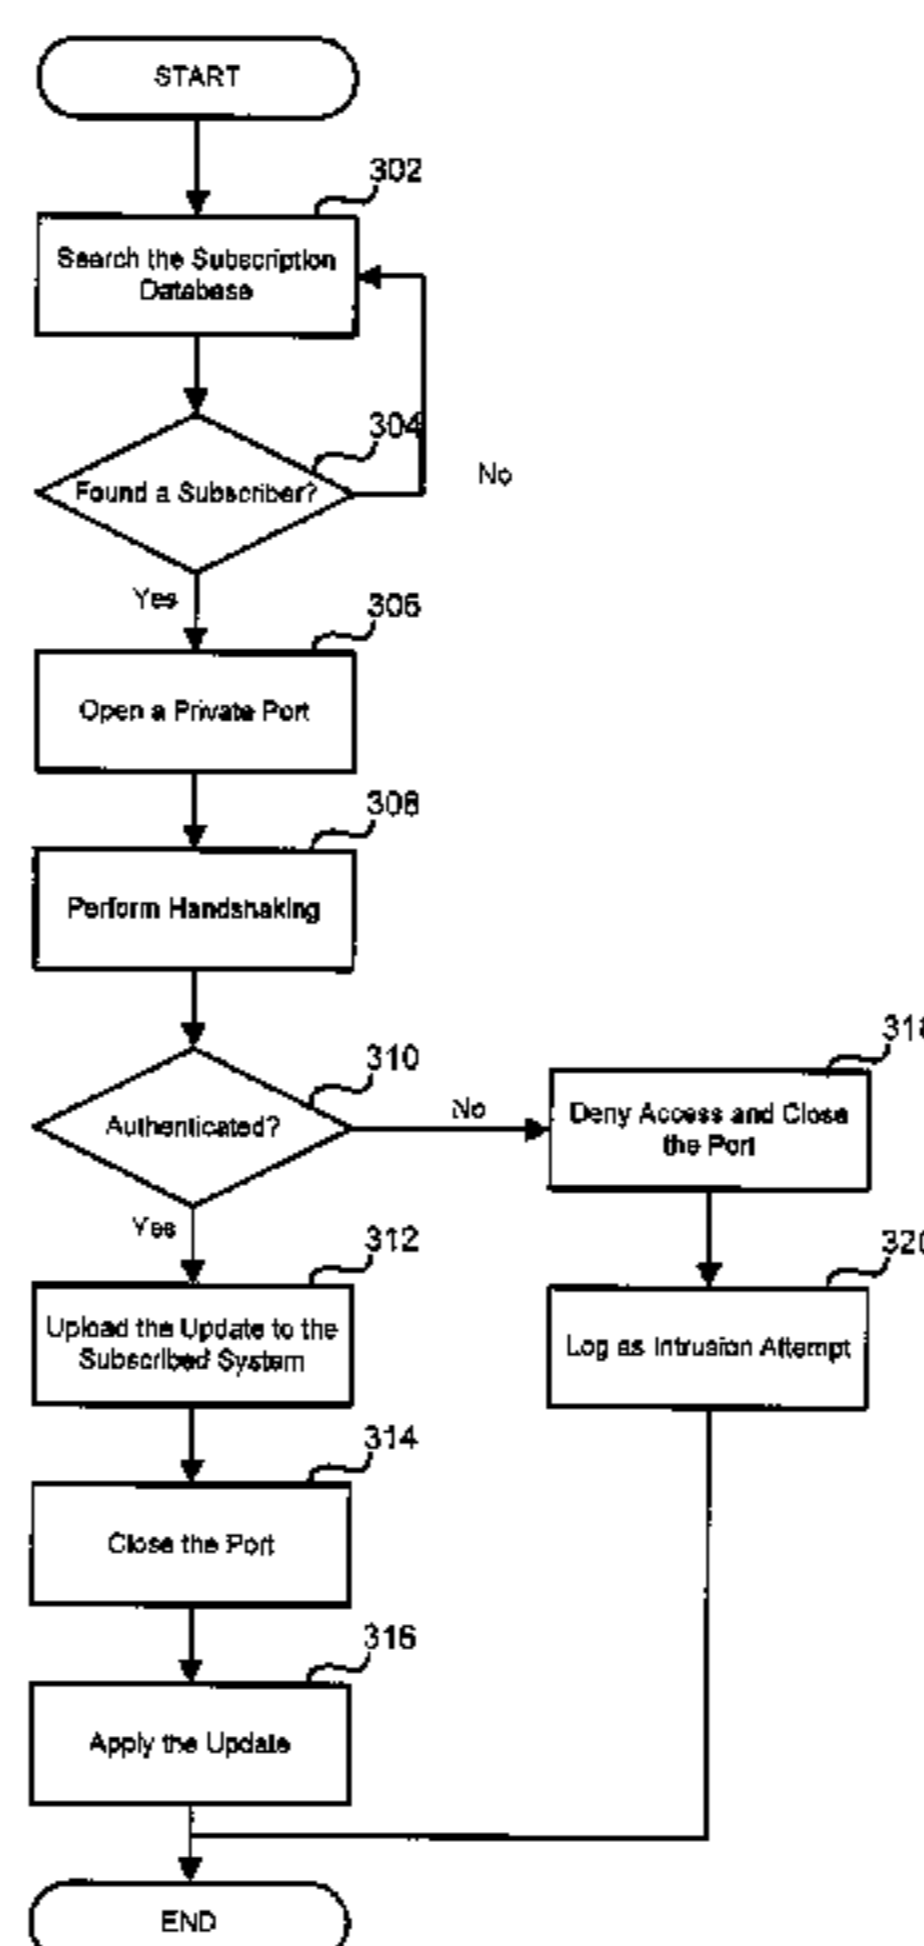 START
302
Search the Subscription
Database
304
Found a Subscriber?
No
Yes
306
Open a Private Port
308
Perform Handshaking
310
Authenticated?
No
318
Deny Access and Close
the Port
Yes
312
Upload the Update to the
Subscribed System
320
Log as Intrusion Attempt
314
Close the Port
316
Apply the Update
END